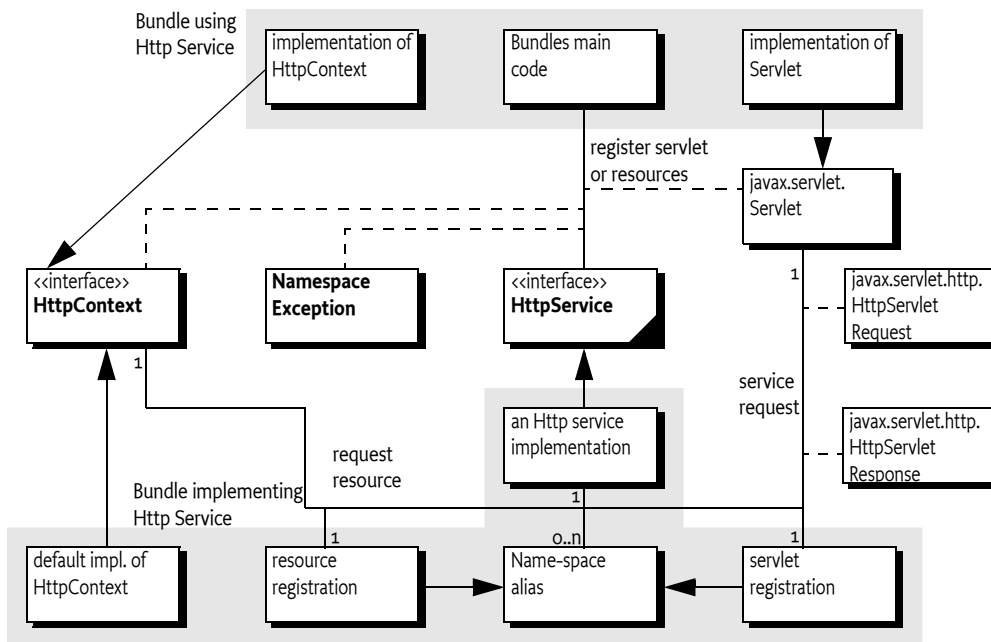 Bundle using
Http Service
implementation of
HttpContext
Bundles main
code
implementation of
Servlet
register servlet
or resources
javax.servlet.
Servlet
<<interface>>
HttpContext
Namespace
Exception
<<interface>>
HttpService
1
javax.servlet.http.
HttpServlet
Request
1
service
request
an Http service
implementation
javax.servlet.http.
HttpServlet
Response
request
resource
Bundle implementing
Http Service
1
1
0..n
1
default impl. of
HttpContext
resource
registration
Name-space
alias
servlet
registration